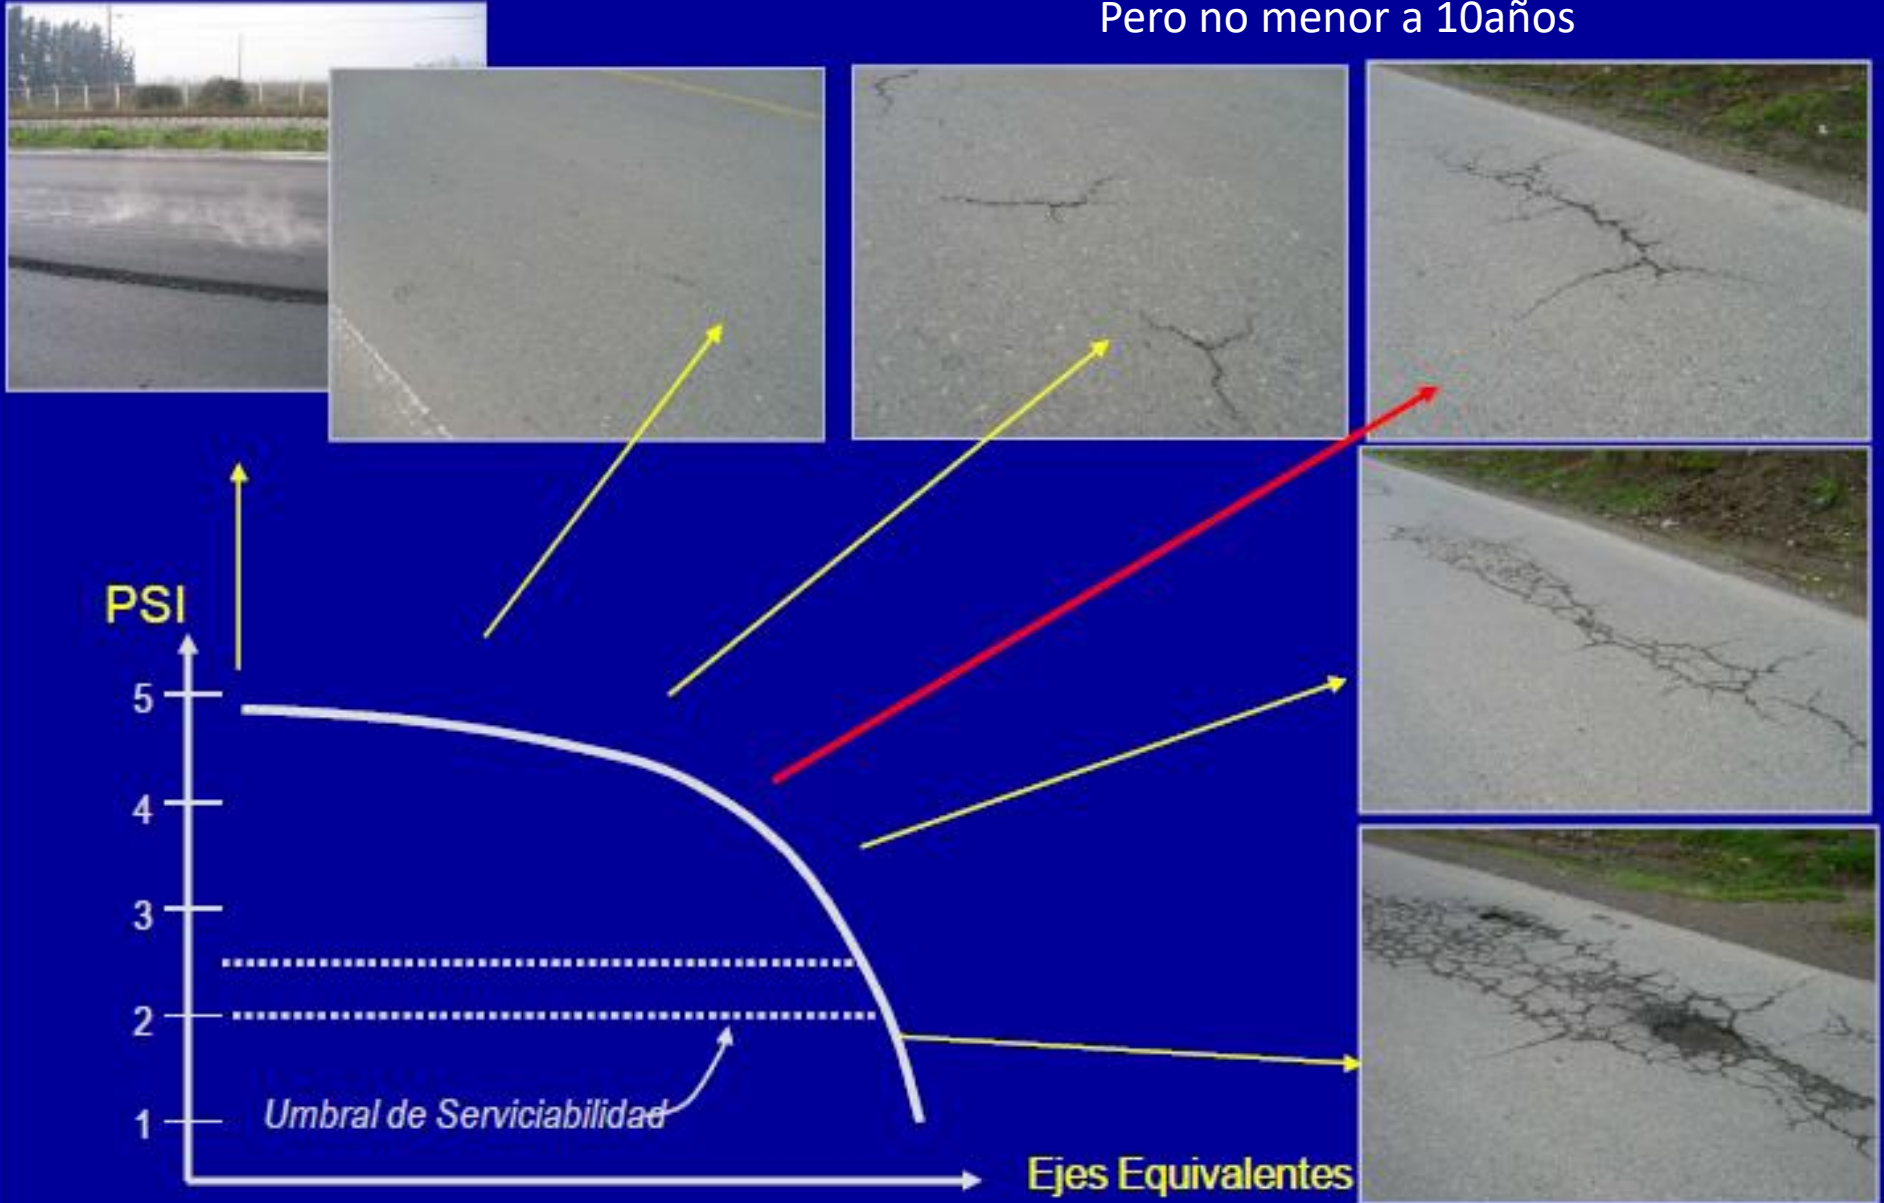 Pero no menor a 10años
PSI
5
4
3
2
1
Umbral de Serviciabilidad
Ejes Equivalentes